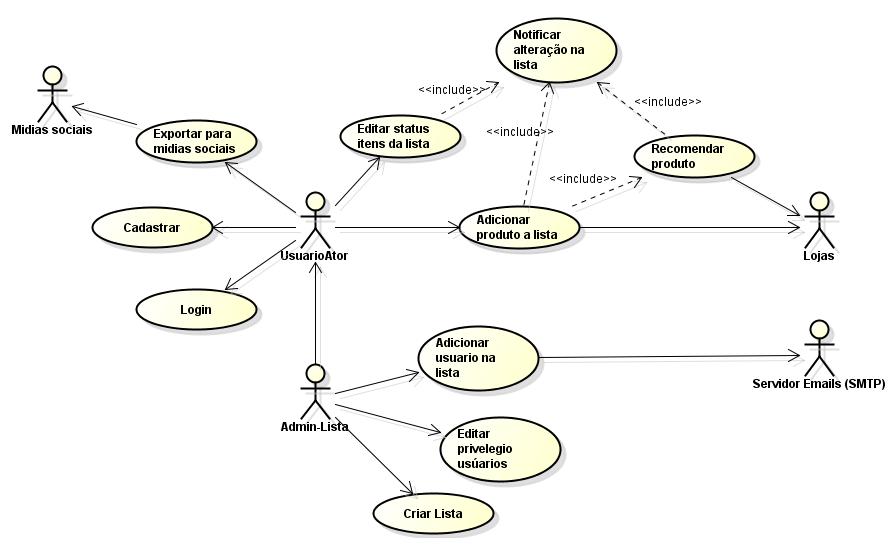 Notificar
alteração na
lista
<<include>>
<<include>>
<<include>>
Midias sociais
Exportar para
midias sociais
Editar status
itens da lista
Recomendar
produto
<<include>>
Cadastrar
UsuarioAtor
Adicionar
produto a lista
Lojas
Login
Adicionar
usuario na
lista
Servidor Emails (SMTP)
Admin-Lista
Editar
privelegio
usúarios
Criar Lista